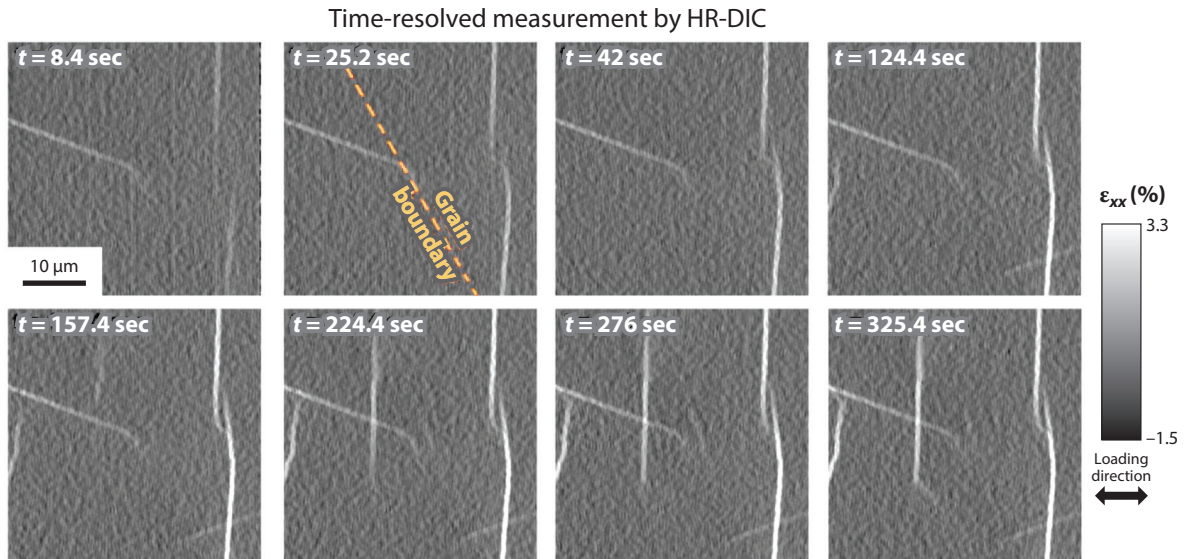 Time-resolved measurement by HR-DIC
t = 8.4 sec
t = 25.2 sec
t = 42 sec
t = 124.4 sec
Grain
boundary
10 μm
εxx (%)
3.3
t = 157.4 sec
t = 224.4 sec
t = 276 sec
t = 325.4 sec
–1.5
Loading
direction